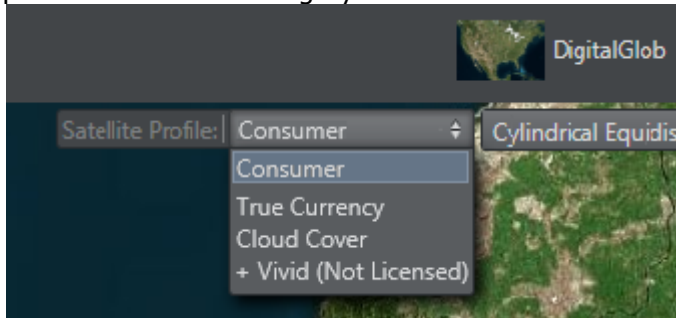 DigitalGlob
Satellite Profile: Consumer Cylindrical Equidis
Consumer
True Currency
Cloud Cover
+ Vivid (Not Licensed)